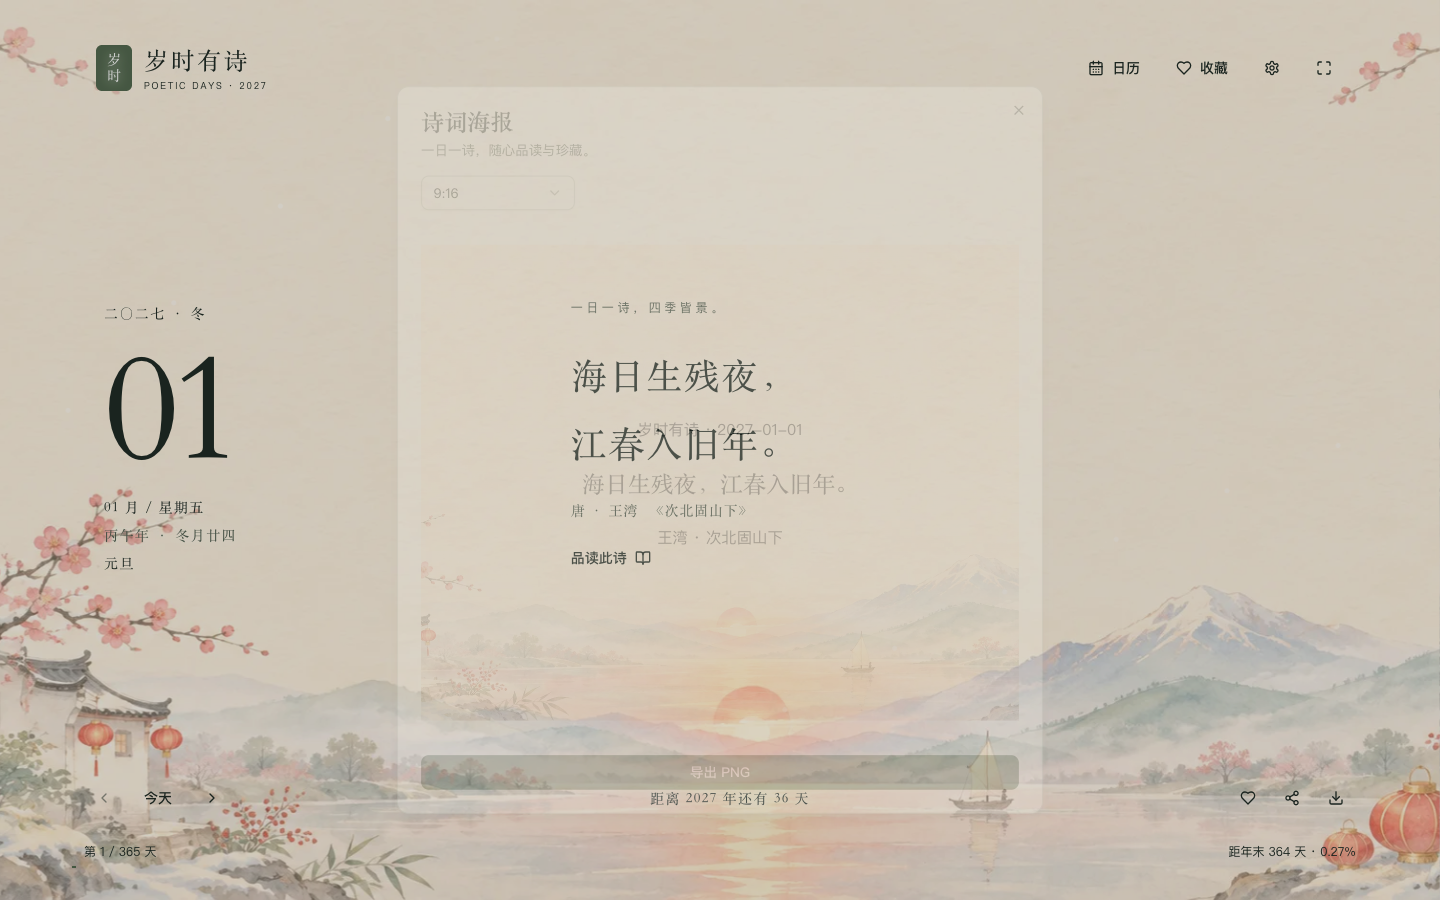 岁时
岁时有诗
POETIC DAYS · 2027
日历
收藏
诗词海报
一日一诗，随心品读与珍藏。
9:16
二〇二七 · 冬
01
01 月 / 星期五
丙午年 · 冬月廿四
元旦
一日一诗，四季皆景。
海日生残夜，
岁时有诗 · 2027-01-01
江春入旧年。
海日生残夜，江春入旧年。
唐 · 王湾 《次北固山下》
王湾 · 次北固山下
品读此诗
导出 PNG
今天
距离 2027 年还有 36 天
第 1 / 365 天
距年末 364 天 · 0.27%